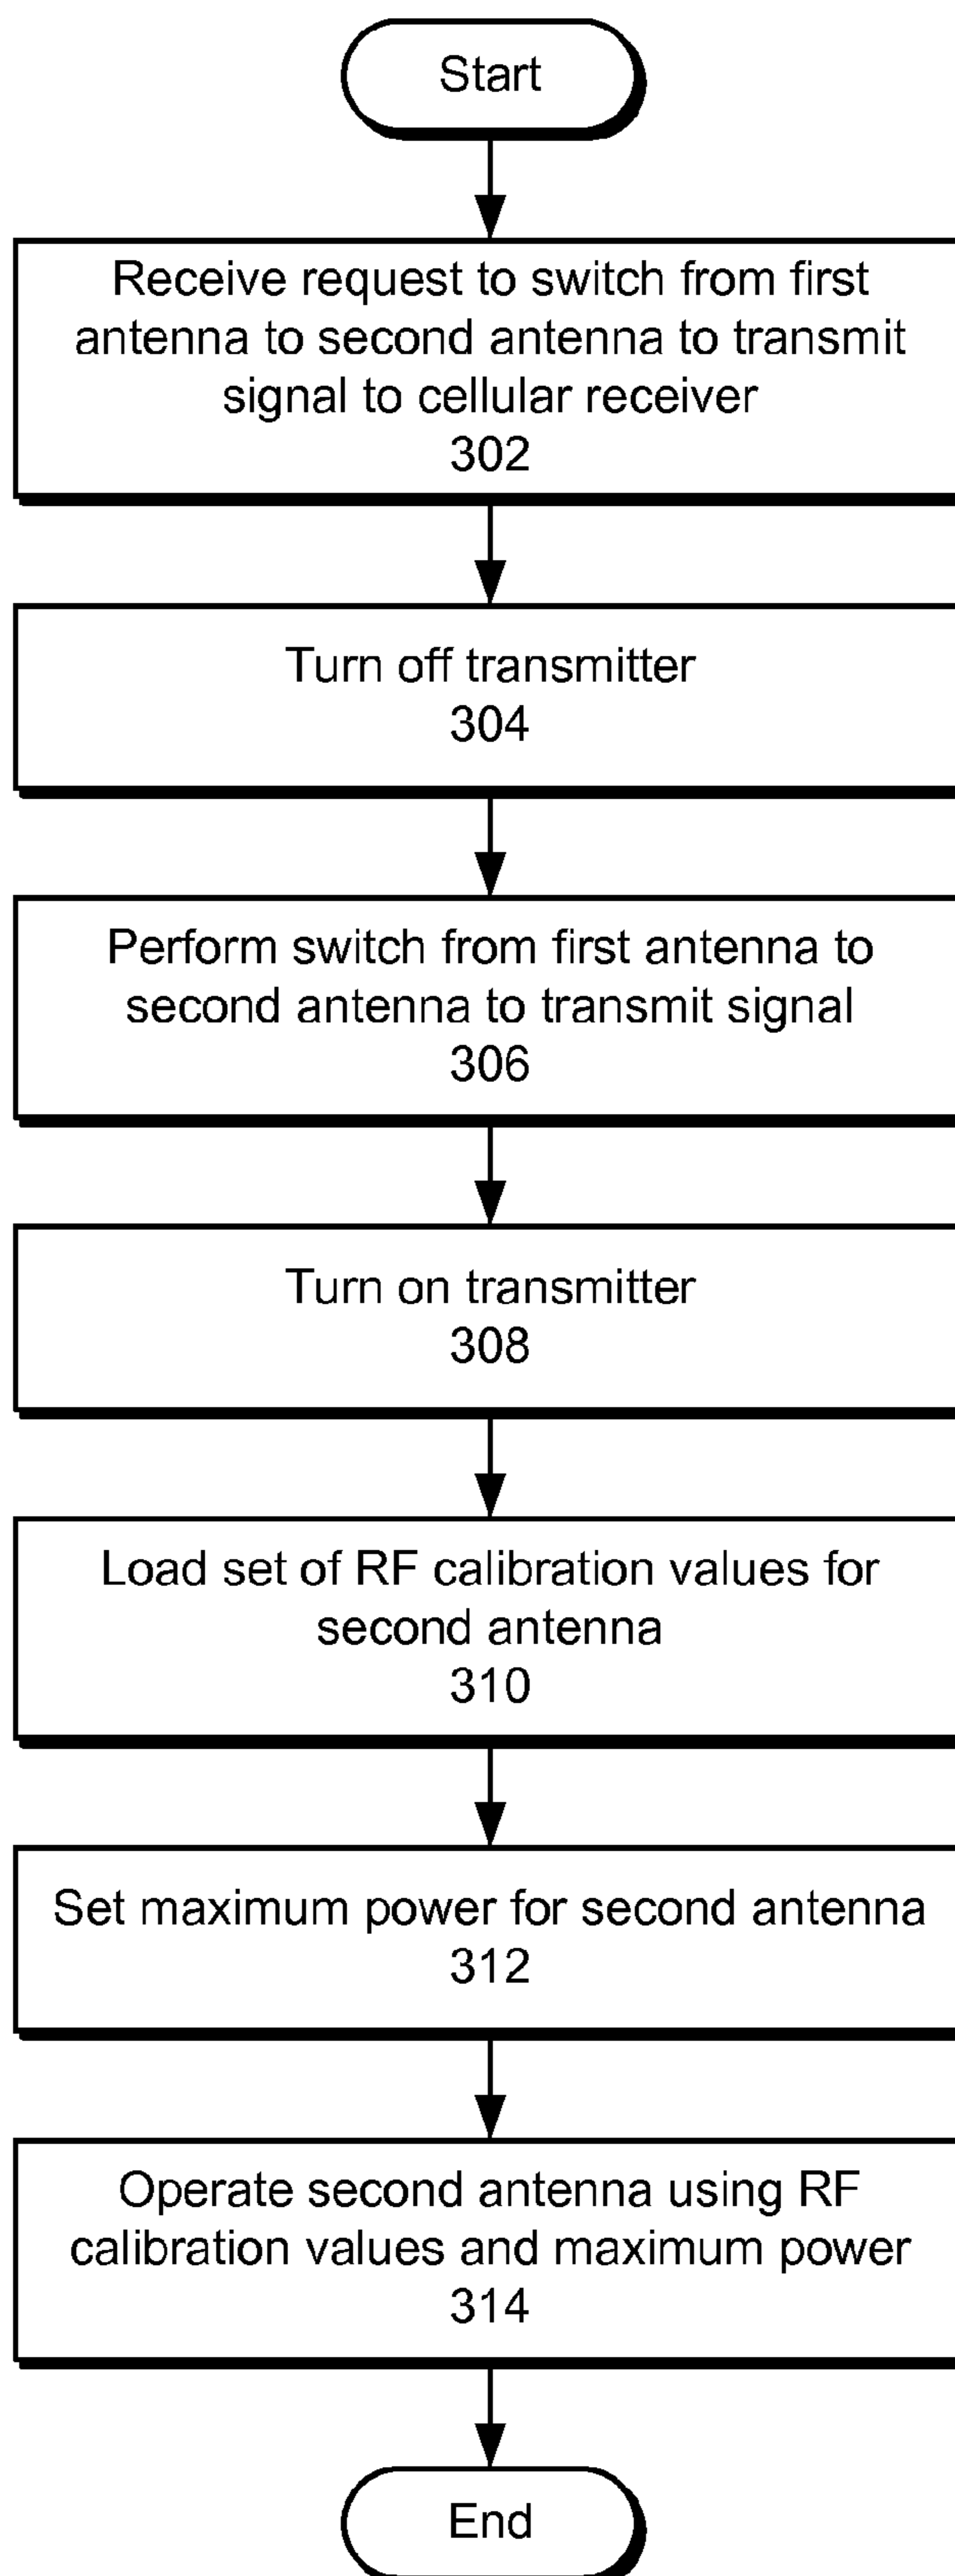 Start
Receive request to switch from first
antenna to second antenna to transmit
signal to cellular receiver
302
Turn off transmitter
304
Perform switch from first antenna to
second antenna to transmit signal
306
Turn on transmitter
308
Load set of RF calibration values for
second antenna
310
Set maximum power for second antenna
312
Operate second antenna using RF
calibration values and maximum power
314
End